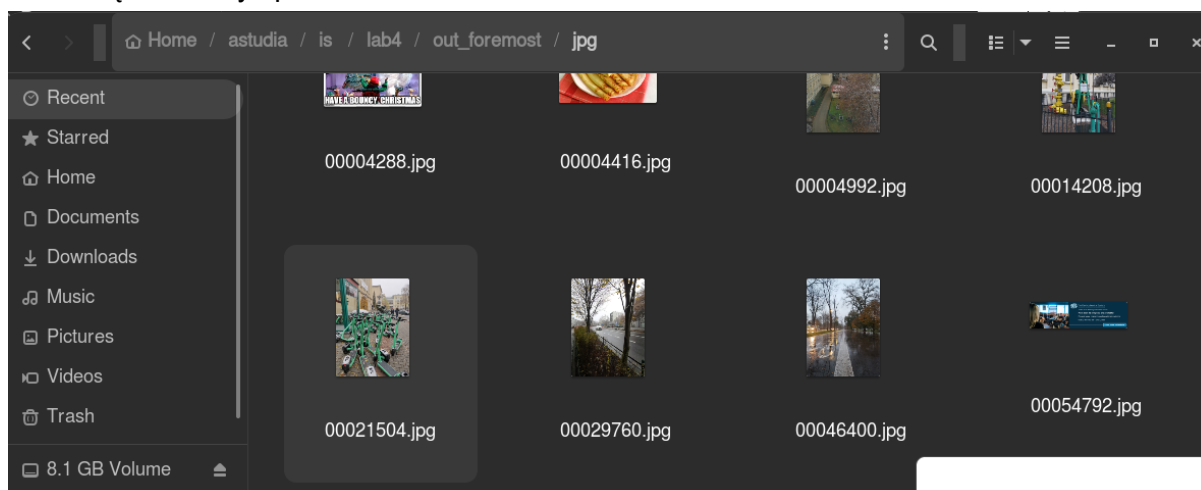 Home / astudia / is / lab4 / out_foremost / jpg
Recent
Starred
Home
Documents
Downloads
Music
Pictures
Videos
Trash
8.1 GB Volume
HAVE A BOUNCY CHRISTMAS
00004288.jpg
00004416.jpg
00004992.jpg
00014208.jpg
00021504.jpg
00029760.jpg
00046400.jpg
00054792.jpg